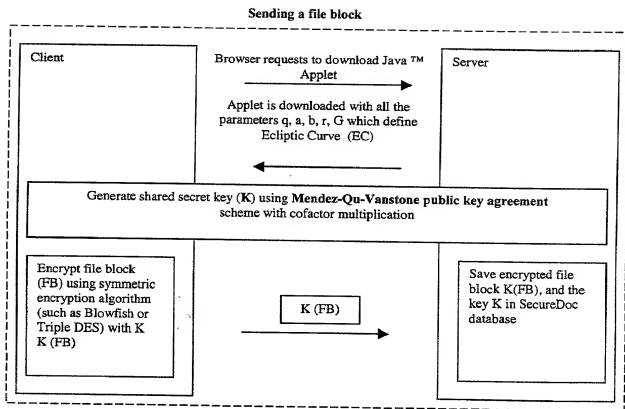 Sending a file block
Client
Browser requests to download Java ™
Applet
Server
Applet is downloaded with all the
parameters q, a, b, r, G which define
Ecliptic Curve (EC)
Generate shared secret key (K) using Mendez-Qu-Vanstone public key agreement
scheme with cofactor multiplication
Encrypt file block
(FB) using symmetric
encryption algorithm
(such as Blowfish or
Triple DES) with K
K (FB)
K (FB)
Save encrypted file
block K(FB), and the
key K in SecureDoc
database